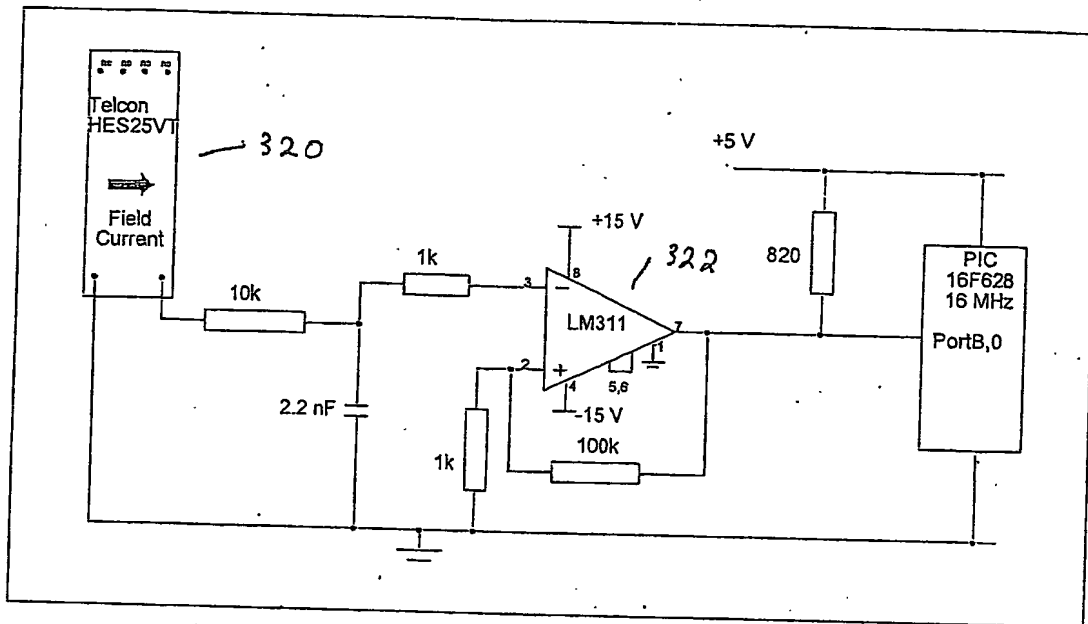 Telcon
HES25VT
320
Field
Current
10k
2.2 nF
1k
3
+15 V
8
322
LM311
7
2
1
5,6
4
-15 V
1k
100k
+5 V
820
PIC
16F628
16 MHz
PortB,0